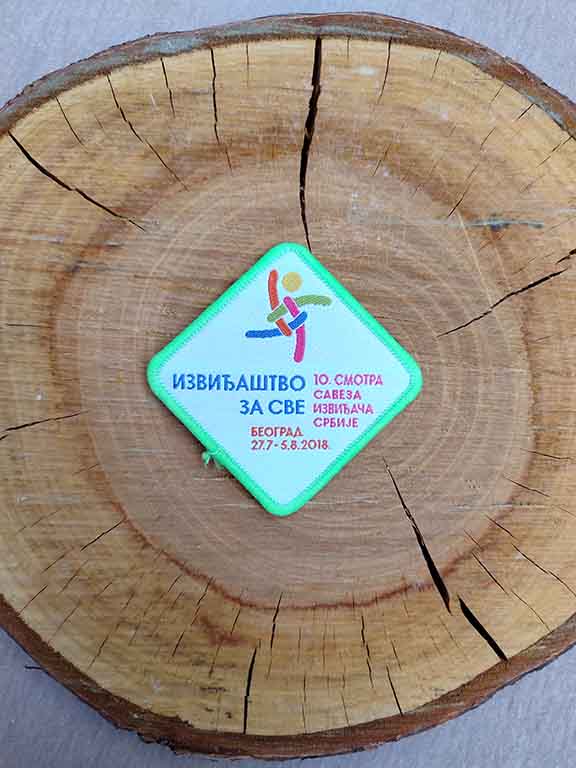 ИЗВИЂАШТВО
ЗА СВЕ
10. СМОТРА
САВЕЗА
ИЗВИЂАЧА
СРБИЈЕ
БЕОГРАД
27.7-5.8.2018.